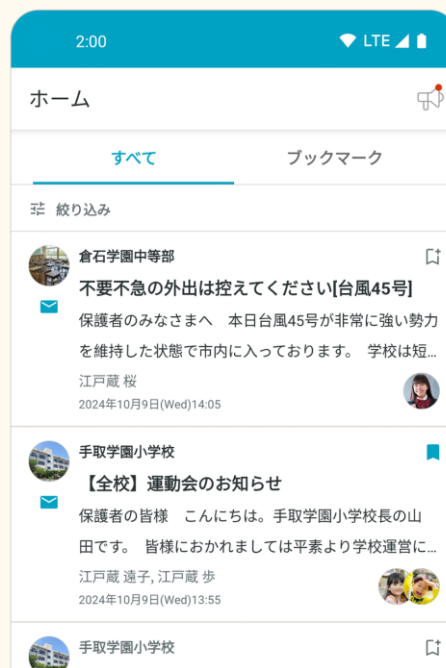 2:00 LTE
ホーム
すべて ブックマーク
絞り込み
倉石学園中等部
不要不急の外出は控えてください[台風45号]
保護者のみなさまへ　本日台風45号が非常に強い勢力
を維持した状態で市内に入っております。 学校は短...
江戸蔵 桜
2024年10月9日(Wed)14:05
手取学園小学校
【全校】運動会のお知らせ
保護者の皆様　こんにちは。手取学園小学校長の山
田です。 皆様におかれましては平素より学校運営に...
江戸蔵 遠子, 江戸蔵 歩
2024年10月9日(Wed)13:55
手取学園小学校